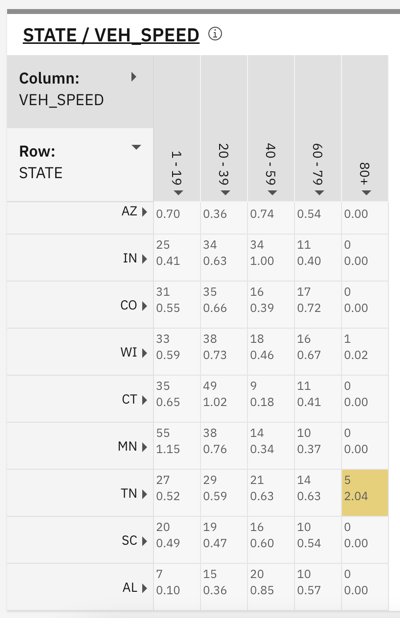 STATE / VEH_SPEED
Column:
VEH_SPEED
Row:
STATE
1 - 19
20 - 39
40 - 59
60 - 79
80+
AZ 0.70 0.36 0.74 0.54 0.00
25 34 34 11 0
IN 0.41 0.63 1.00 0.40 0.00
31 35 16 17 0
CO 0.55 0.66 0.39 0.72 0.00
33 38 18 16 1
WI 0.59 0.73 0.46 0.67 0.02
35 49 9 11 0
CT 0.65 1.02 0.18 0.41 0.00
55 38 14 10 0
MN 1.15 0.76 0.34 0.37 0.00
27 29 21 14 5
TN 0.52 0.59 0.63 0.63 2.04
20 19 16 10 0
SC 0.49 0.47 0.60 0.54 0.00
7 15 20 10 0
AL 0.10 0.36 0.85 0.57 0.00